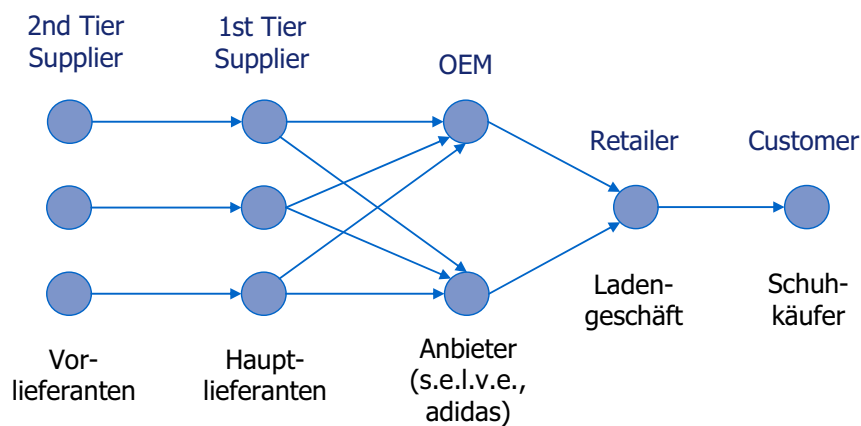 2nd Tier
Supplier
1st Tier
Supplier
OEM
Retailer
Customer
Vor-
lieferanten
Haupt-
lieferanten
Anbieter
(s.e.l.v.e.,
adidas)
Laden-
geschäft
Schuh-
käufer